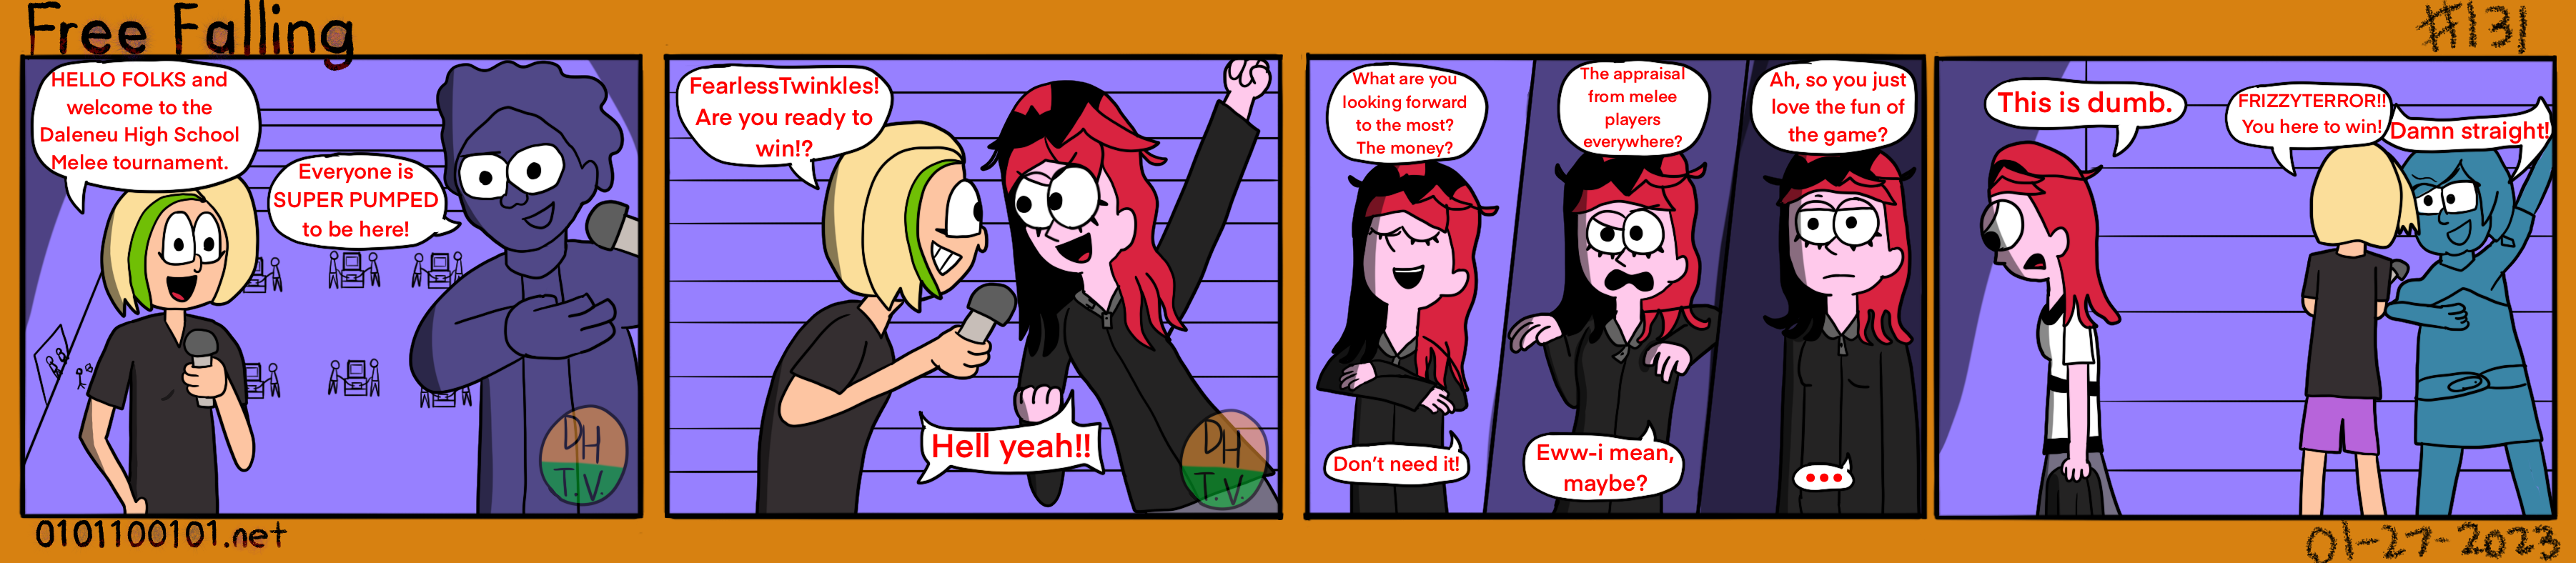 Free Falling
#131
HELLO FOLKS and
welcome to the
Daleneu High School
Melee tournament.
Everyone is
SUPER PUMPED
to be here!
DH
T.V.
FearlessTwinkles!
Are you ready to
win!?
Hell yeah!!
DH
T.V.
What are you
looking forward
to the most?
The money?
Don't need it!
The appraisal
from melee
players
everywhere?
Eww-i mean,
maybe?
Ah, so you just
love the fun of
the game?
...
This is dumb.
FRIZZYTERROR!!
You here to win!
Damn straight!
0101100101.net
01-27-2023